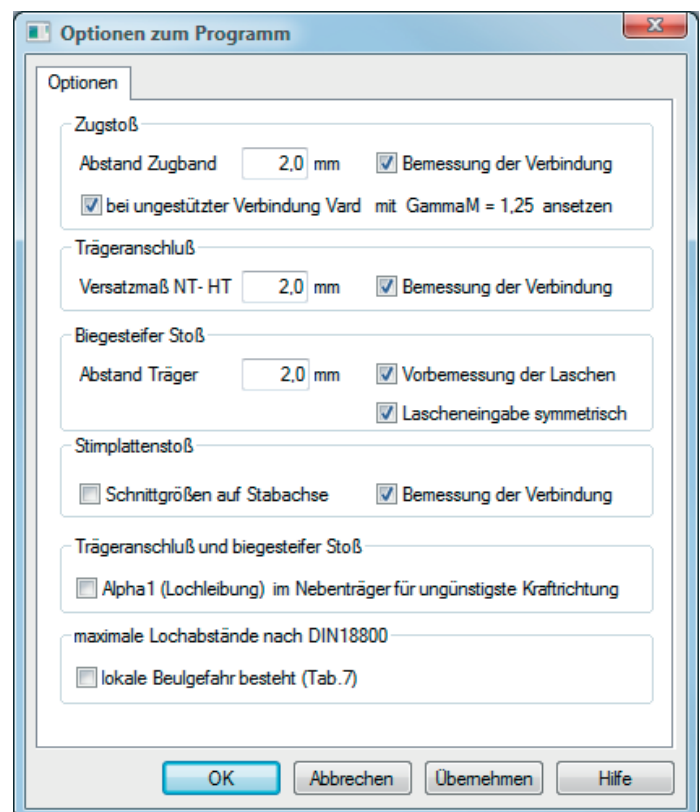 Optionen zum Programm
Optionen
Zugstoß
Abstand Zugband 2,0 mm Bemessung der Verbindung
bei ungestützter Verbindung Vard mit GammaM = 1,25 ansetzen
Trägeranschluß
Versatzmaß NT- HT 2,0 mm Bemessung der Verbindung
Biegesteifer Stoß
Abstand Träger 2,0 mm Vorbemessung der Laschen
Lascheneingabe symmetrisch
Stirnplattenstoß
Schnittgrößen auf Stabachse Bemessung der Verbindung
Trägeranschluß und biegesteifer Stoß
Alpha1 (Lochleibung) im Nebenträger für ungünstigste Kraftrichtung
maximale Lochabstände nach DIN18800
lokale Beulgefahr besteht (Tab.7)
OK Abbrechen Übernehmen Hilfe